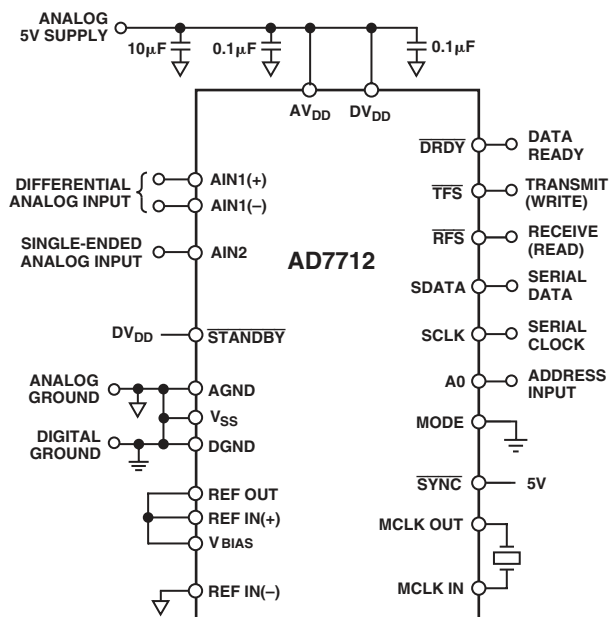 ANALOG
5V SUPPLY
10µF
0.1µF
0.1µF
AVDD
DVDD
DRDY
DATA
READY
DIFFERENTIAL
ANALOG INPUT
AIN1(+)
AIN1(–)
TFS
TRANSMIT
(WRITE)
RFS
RECEIVE
(READ)
SINGLE-ENDED
ANALOG INPUT
AIN2
AD7712
SDATA
SERIAL
DATA
DVDD
STANDBY
SCLK
SERIAL
CLOCK
ANALOG
GROUND
AGND
A0
ADDRESS
INPUT
VSS
MODE
DIGITAL
GROUND
DGND
SYNC
5V
REF OUT
REF IN(+)
VBIAS
MCLK OUT
REF IN(–)
MCLK IN